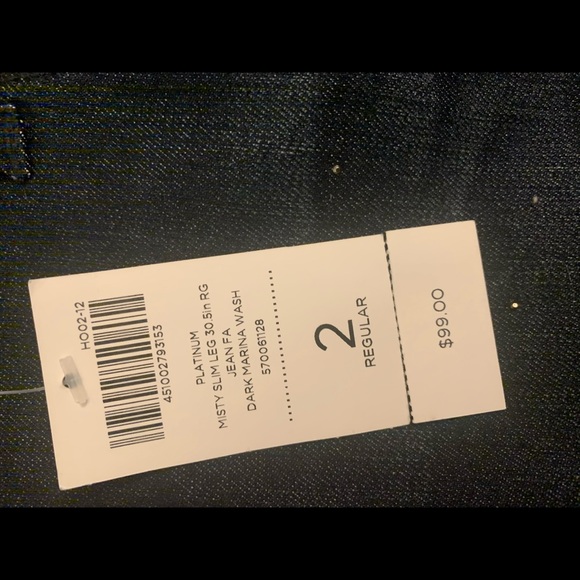 HO02-12
451002793153
PLATINUM
MISTY SLIM LEG 30.5in RG
JEAN FA
DARK MARINA WASH
570061128
2
REGULAR
$99.00